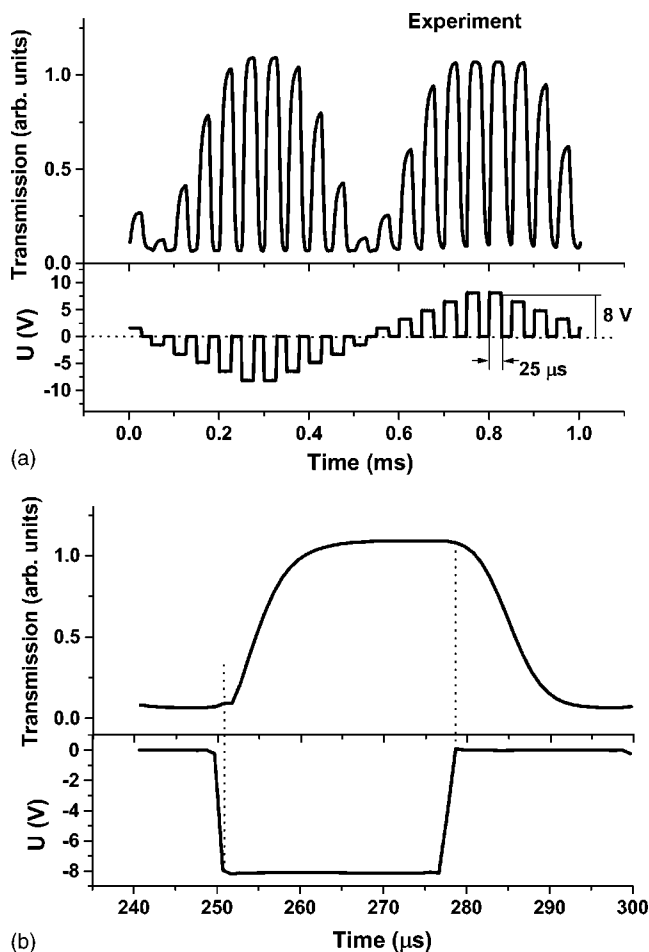 Experiment
Transmission (arb. units)
1.0
0.5
0.0
U (V)
10
5
0
-5
-10
8 V
25 μs
0.0 0.2 0.4 0.6 0.8 1.0
Time (ms)
(a)
Transmission (arb. units)
1.0
0.5
0.0
U (V)
0
-2
-4
-6
-8
240 250 260 270 280 290 300
Time (μs)
(b)